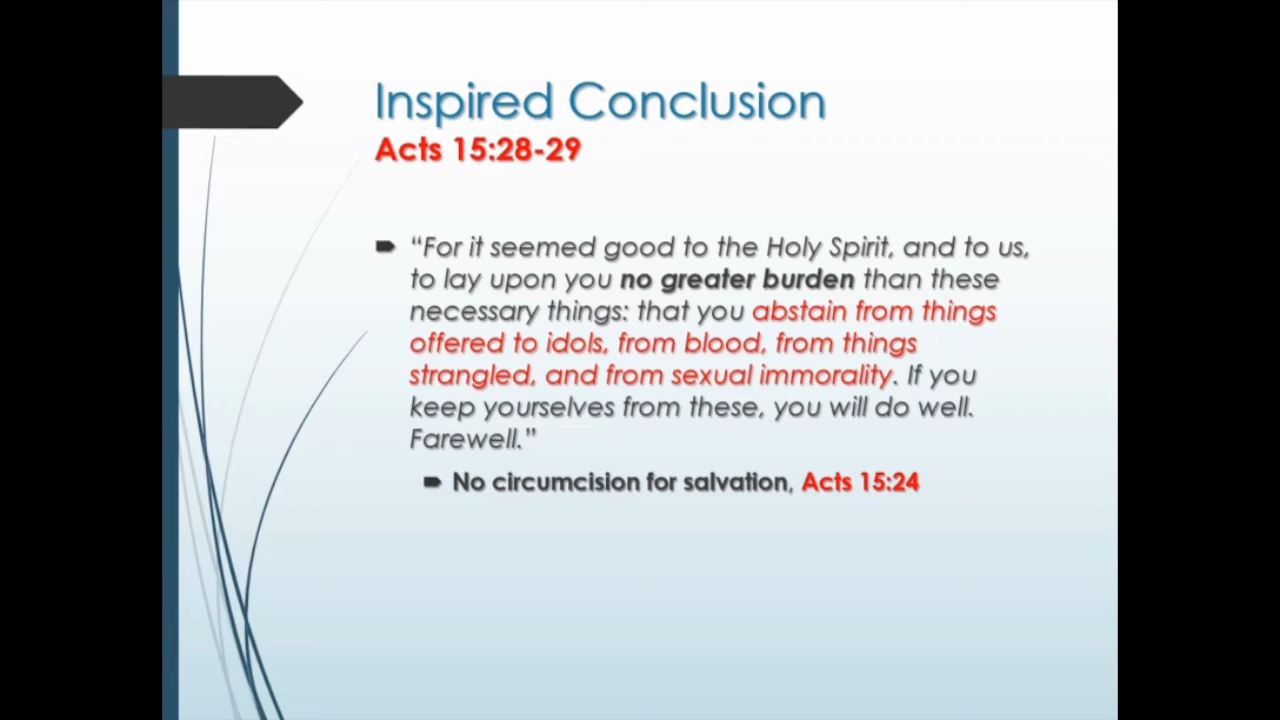 Inspired Conclusion
Acts 15:28-29
“For it seemed good to the Holy Spirit, and to us,
to lay upon you no greater burden than these
necessary things: that you abstain from things
offered to idols, from blood, from things
strangled, and from sexual immorality. If you
keep yourselves from these, you will do well.
Farewell.”
No circumcision for salvation, Acts 15:24